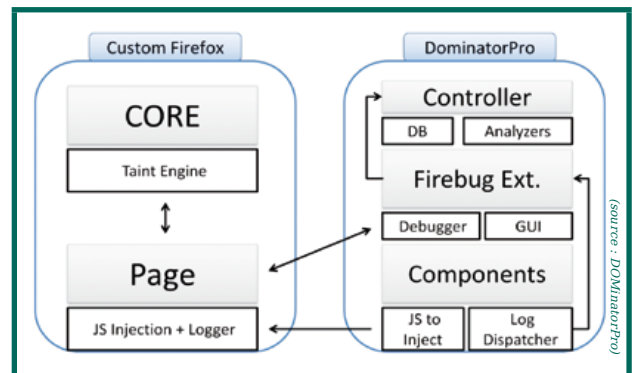 Custom Firefox
CORE
Taint Engine
Page
JS Injection + Logger
DominatorPro
Controller
DB
Analyzers
Firebug Ext.
Debugger
GUI
Components
JS to
Inject
Log
Dispatcher
(source : DOMinatorPro)